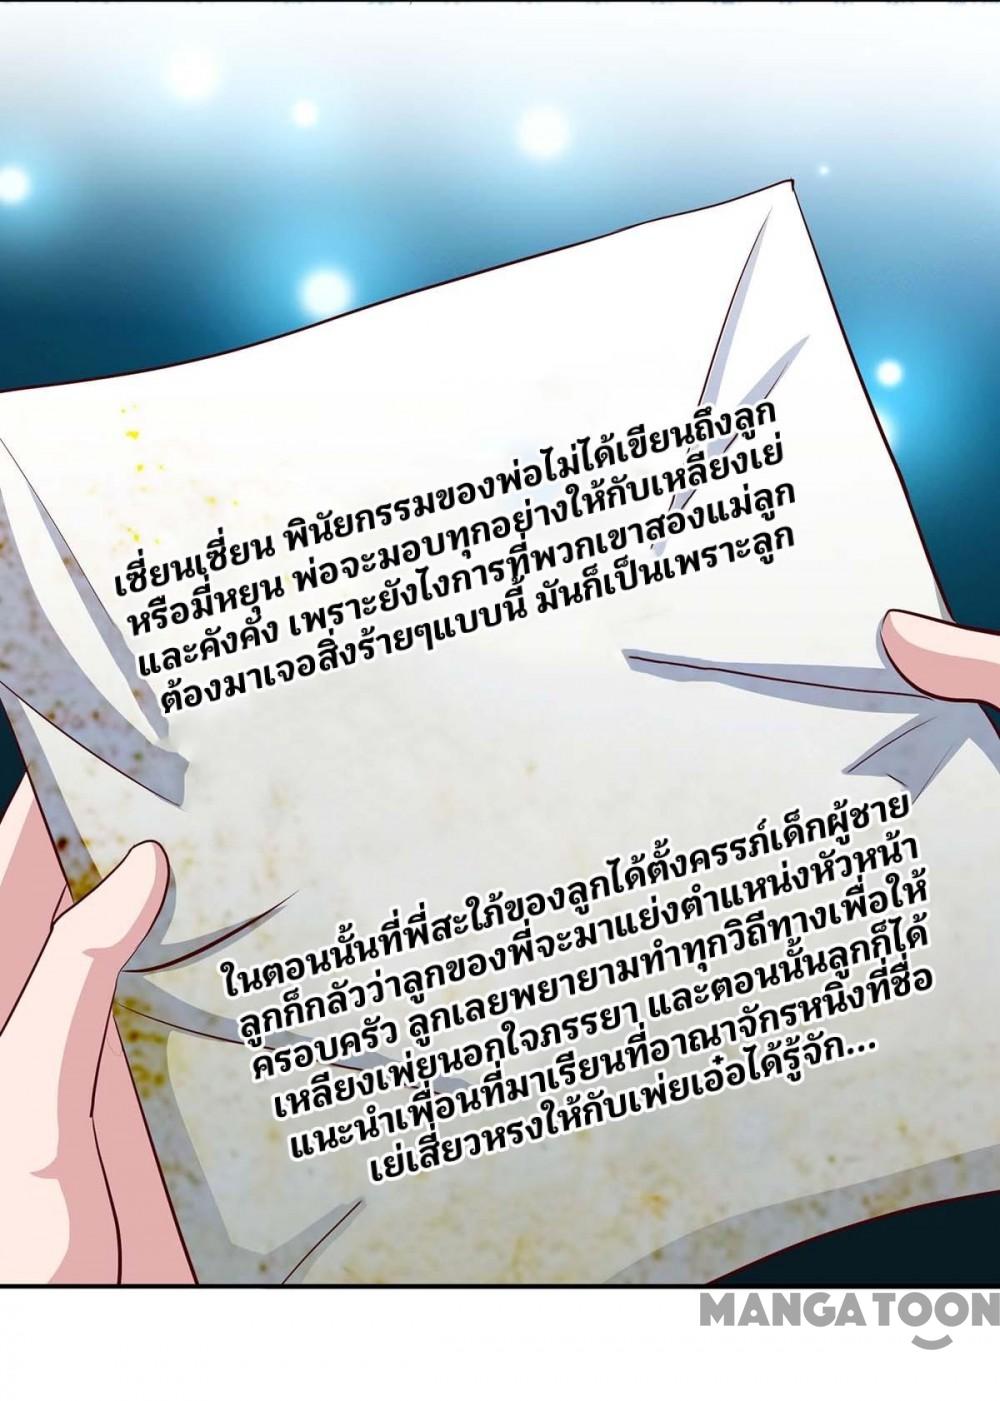 เซี่ยนเซี่ยน พินัยกรรมของพ่อไม่ได้เขียนถึงลูก
หรือมี่หยุน พ่อจะมอบทุกอย่างให้กับเหลียงเย่
และคังคัง เพราะยังไงการที่พวกเขาสองแม่ลูก
ต้องมาเจอสิ่งร้ายๆแบบนี้ มันก็เป็นเพราะลูก
ในตอนนั้นที่พี่สะใภ้ของลูกได้ตั้งครรภ์เด็กผู้ชาย
ลูกก็กลัวว่าลูกของพี่จะมาแย่งตำแหน่งหัวหน้า
ครอบครัว ลูกเลยพยายามทำทุกวิถีทางเพื่อให้
เหลียงเพ่ยนอกใจภรรยา และตอนนั้นลูกก็ได้
แนะนำเพื่อนที่มาเรียนที่อาณาจักรหนิงที่ชื่อ
เย่เสี่ยวหรงให้กับเพ่ยเอ๋อได้รู้จัก...
MANGATOON